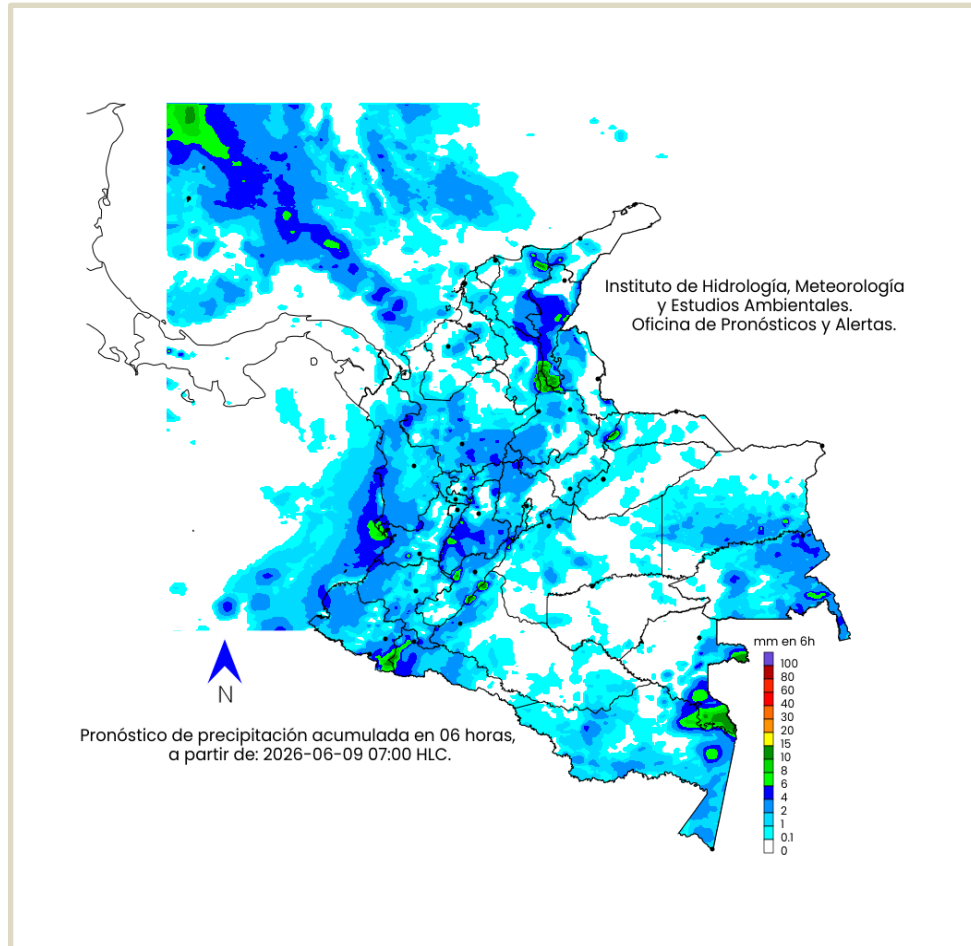 Instituto de Hidrología, Meteorología
y Estudios Ambientales.
Oficina de Pronósticos y Alertas.
mm en 6h
100
80
60
40
30
20
15
10
8
6
4
2
1
0.1
0
N
Pronóstico de precipitación acumulada en 06 horas,
a partir de: 2026-06-09 07:00 HLC.